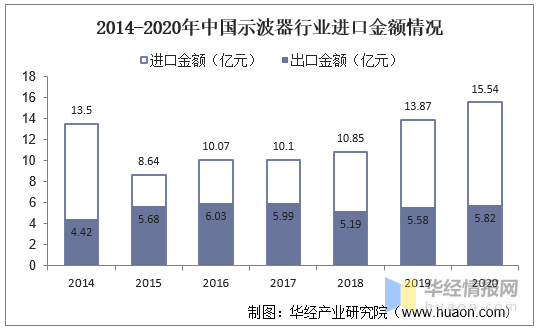 2014-2020年中国示波器行业进口金额情况
进口金额（亿元） 出口金额（亿元）
18
16
14
12
10
8
6
4
2
0
13.5 8.64 10.07 10.1 10.85 13.87 15.54
4.42 5.68 6.03 5.99 5.19 5.58 5.82
2014 2015 2016 2017 2018 2019 2020
华经情报网
huaon.com
制图：华经产业研究院（www.huaon.com）